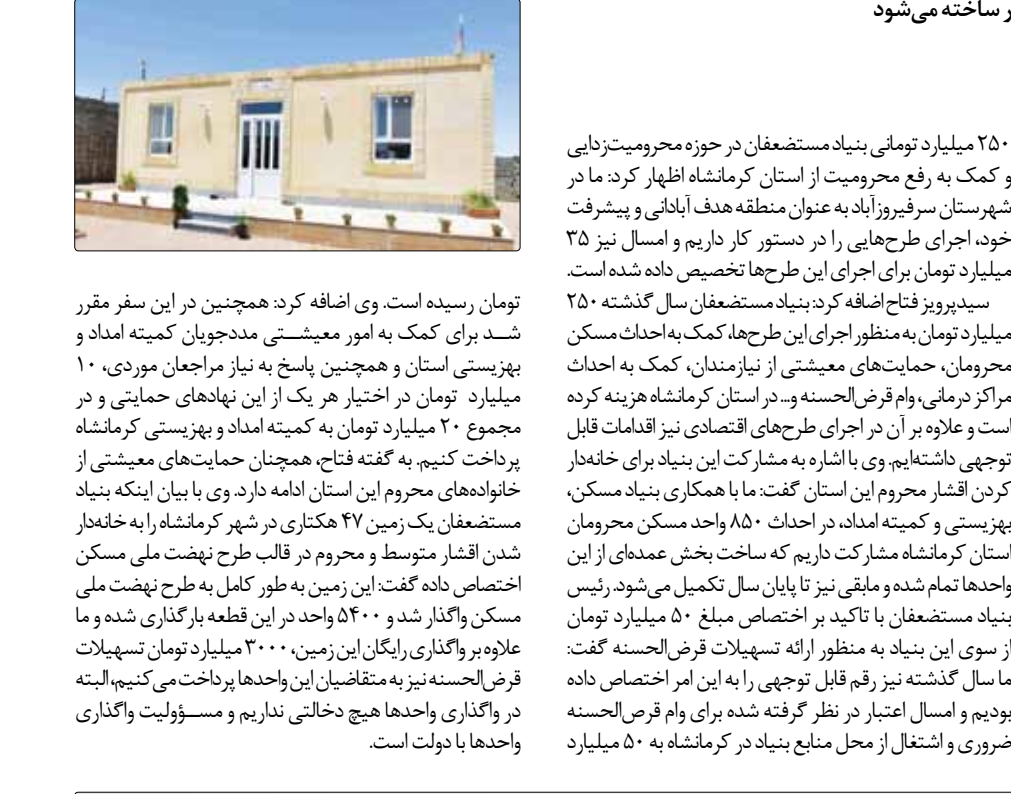 ر ساخته می‌شود
۲۵۰ میلیارد تومانی بنیاد مستضعفان در حوزه محرومیت‌زدایی
و کمک به رفع محرومیت از استان کرمانشاه اظهار کرد: ما در
شهرستان سرفیروزآباد به عنوان منطقه هدف آبادانی و پیشرفت
خود، اجرای طرح‌هایی را در دستور کار داریم و امسال نیز ۳۵
میلیارد تومان برای اجرای این طرح‌ها تخصیص داده شده است.
سیدپرویز فتاح اضافه کرد: بنیاد مستضعفان سال گذشته ۲۵۰
میلیارد تومان به منظور اجرای این طرح‌ها، کمک به احداث مسکن
محرومان، حمایت‌های معیشتی از نیازمندان، کمک به احداث
مراکز درمانی، وام قرض‌الحسنه و... در استان کرمانشاه هزینه کرده
است و علاوه بر آن در اجرای طرح‌های اقتصادی نیز اقدامات قابل
توجهی داشته‌ایم. وی با اشاره به مشارکت این بنیاد برای خانه‌دار
کردن اقشار محروم این استان گفت: ما با همکاری بنیاد مسکن،
بهزیستی و کمیته امداد، در احداث ۸۵۰ واحد مسکن محرومان
استان کرمانشاه مشارکت داریم که ساخت بخش عمده‌ای از این
واحدها تمام شده و مابقی نیز تا پایان سال تکمیل می‌شود. رئیس
بنیاد مستضعفان با تاکید بر اختصاص مبلغ ۵۰ میلیارد تومان
از سوی این بنیاد به منظور ارائه تسهیلات قرض‌الحسنه گفت:
ما سال گذشته نیز رقم قابل توجهی را به این امر اختصاص داده
بودیم و امسال اعتبار در نظر گرفته شده برای وام قرض‌الحسنه
ضروری و اشتغال از محل منابع بنیاد در کرمانشاه به ۵۰ میلیارد
تومان رسیده است. وی اضافه کرد: همچنین در این سفر مقرر
شد برای کمک به امور معیشتی مددجویان کمیته امداد و
بهزیستی استان و همچنین پاسخ به نیاز مراجعان موردی، ۱۰
میلیارد تومان در اختیار هر یک از این نهادهای حمایتی و در
مجموع ۲۰ میلیارد تومان به کمیته امداد و بهزیستی کرمانشاه
پرداخت کنیم. به گفته فتاح، همچنان حمایت‌های معیشتی از
خانواده‌های محروم این استان ادامه دارد. وی با بیان اینکه بنیاد
مستضعفان یک زمین ۴۷ هکتاری در شهر کرمانشاه را به خانه‌دار
شدن اقشار متوسط و محروم در قالب طرح نهضت ملی مسکن
اختصاص داده گفت: این زمین به طور کامل به طرح نهضت ملی
مسکن واگذار شد و ۵۴۰۰ واحد در این قطعه بارگذاری شده و ما
علاوه بر واگذاری رایگان این زمین، ۳۰۰۰ میلیارد تومان تسهیلات
قرض‌الحسنه نیز به متقاضیان این واحدها پرداخت می‌کنیم، البته
در واگذاری واحدها هیچ دخالتی نداریم و مسؤولیت واگذاری
واحدها با دولت است.